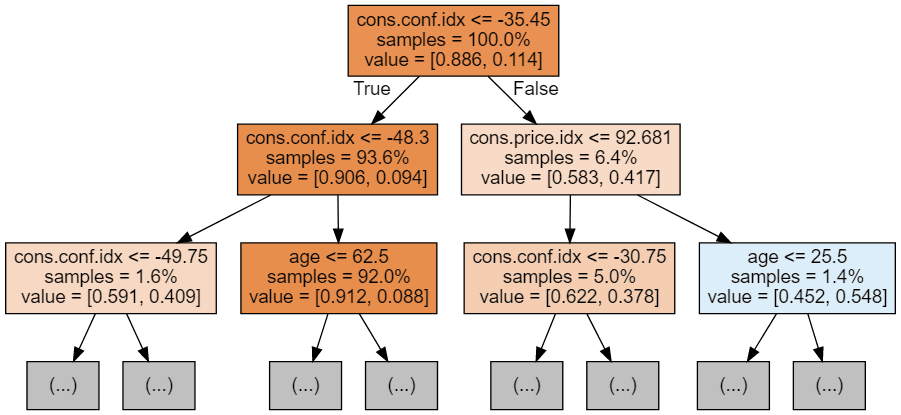 cons.conf.idx <= -35.45
samples = 100.0%
value = [0.886, 0.114]
True
False
cons.conf.idx <= -48.3
samples = 93.6%
value = [0.906, 0.094]
cons.price.idx <= 92.681
samples = 6.4%
value = [0.583, 0.417]
cons.conf.idx <= -49.75
samples = 1.6%
value = [0.591, 0.409]
age <= 62.5
samples = 92.0%
value = [0.912, 0.088]
cons.conf.idx <= -30.75
samples = 5.0%
value = [0.622, 0.378]
age <= 25.5
samples = 1.4%
value = [0.452, 0.548]
(...)
(...)
(...)
(...)
(...)
(...)
(...)
(...)